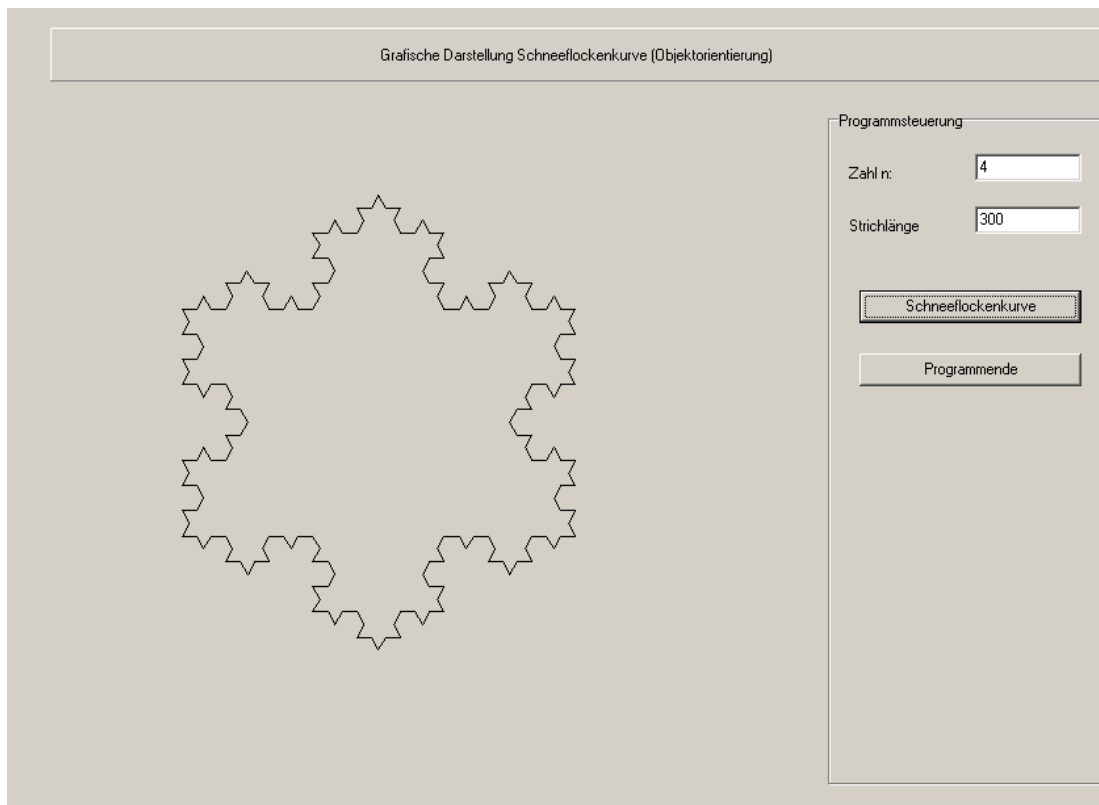 Grafische Darstellung Schneeflockenkurve (Objektorientierung)
Programmsteuerung
Zahl n: 4
Strichlänge 300
Schneeflockenkurve
Programmende